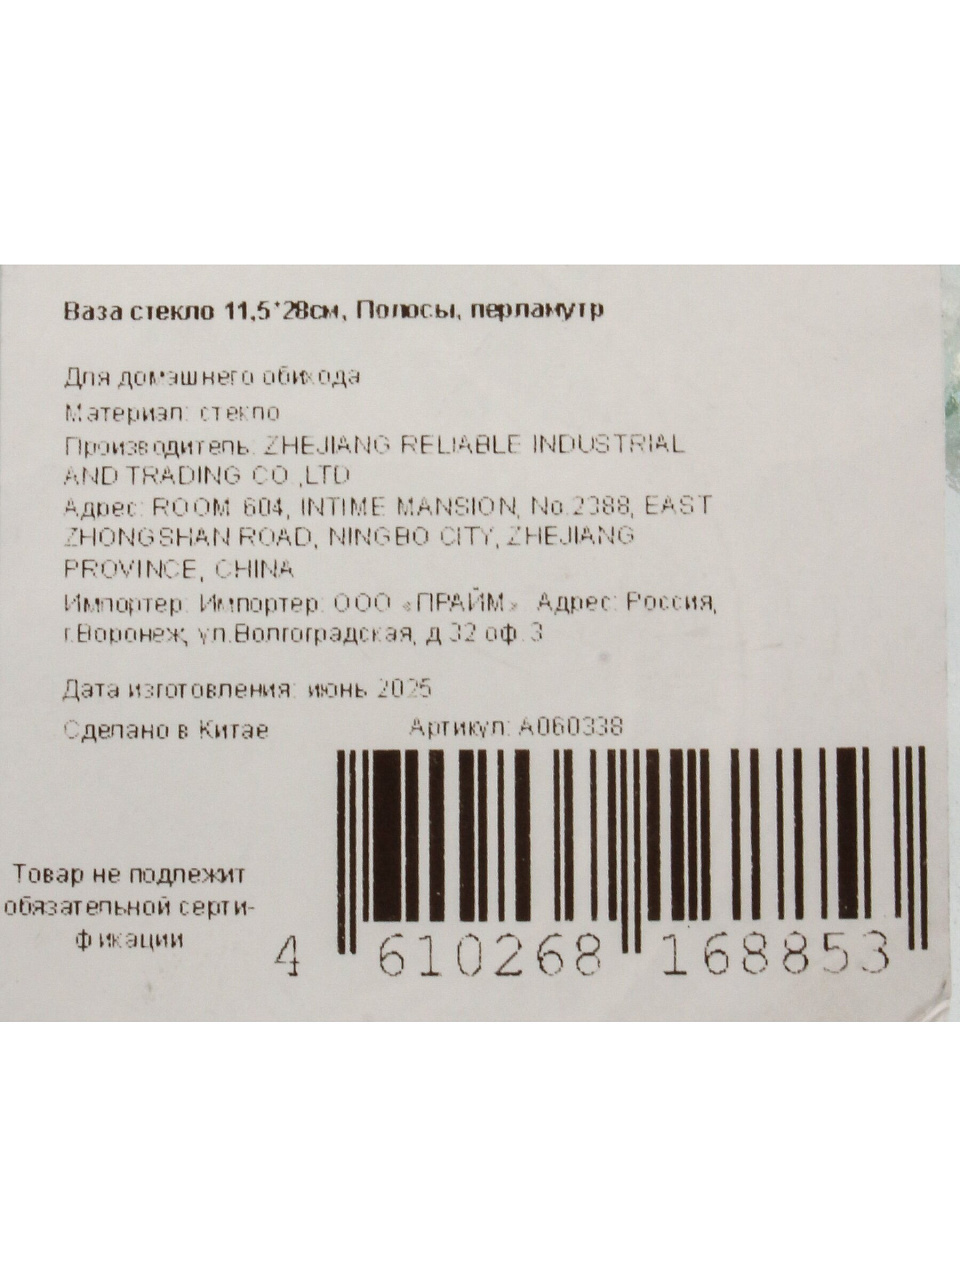 Ваза стекло 11,5*28см, Полосы, перламутр
Для домашнего обихода
Материал: стекло
Производитель: ZHEJIANG RELIABLE INDUSTRIAL
AND TRADING CO.,LTD
Адрес: ROOM 604, INTIME MANSION, No.2388, EAST
ZHONGSHAN ROAD, NINGBO CITY, ZHEJIANG
PROVINCE, CHINA
Импортер: Импортер: ООО «ПРАЙМ» Адрес: Россия,
г.Воронеж, ул.Волгоградская, д.32 оф.3
Дата изготовления: июнь 2025
Сделано в Китае
Артикул: А060338
Товар не подлежит
обязательной серти-
фикации
4 610268 168853